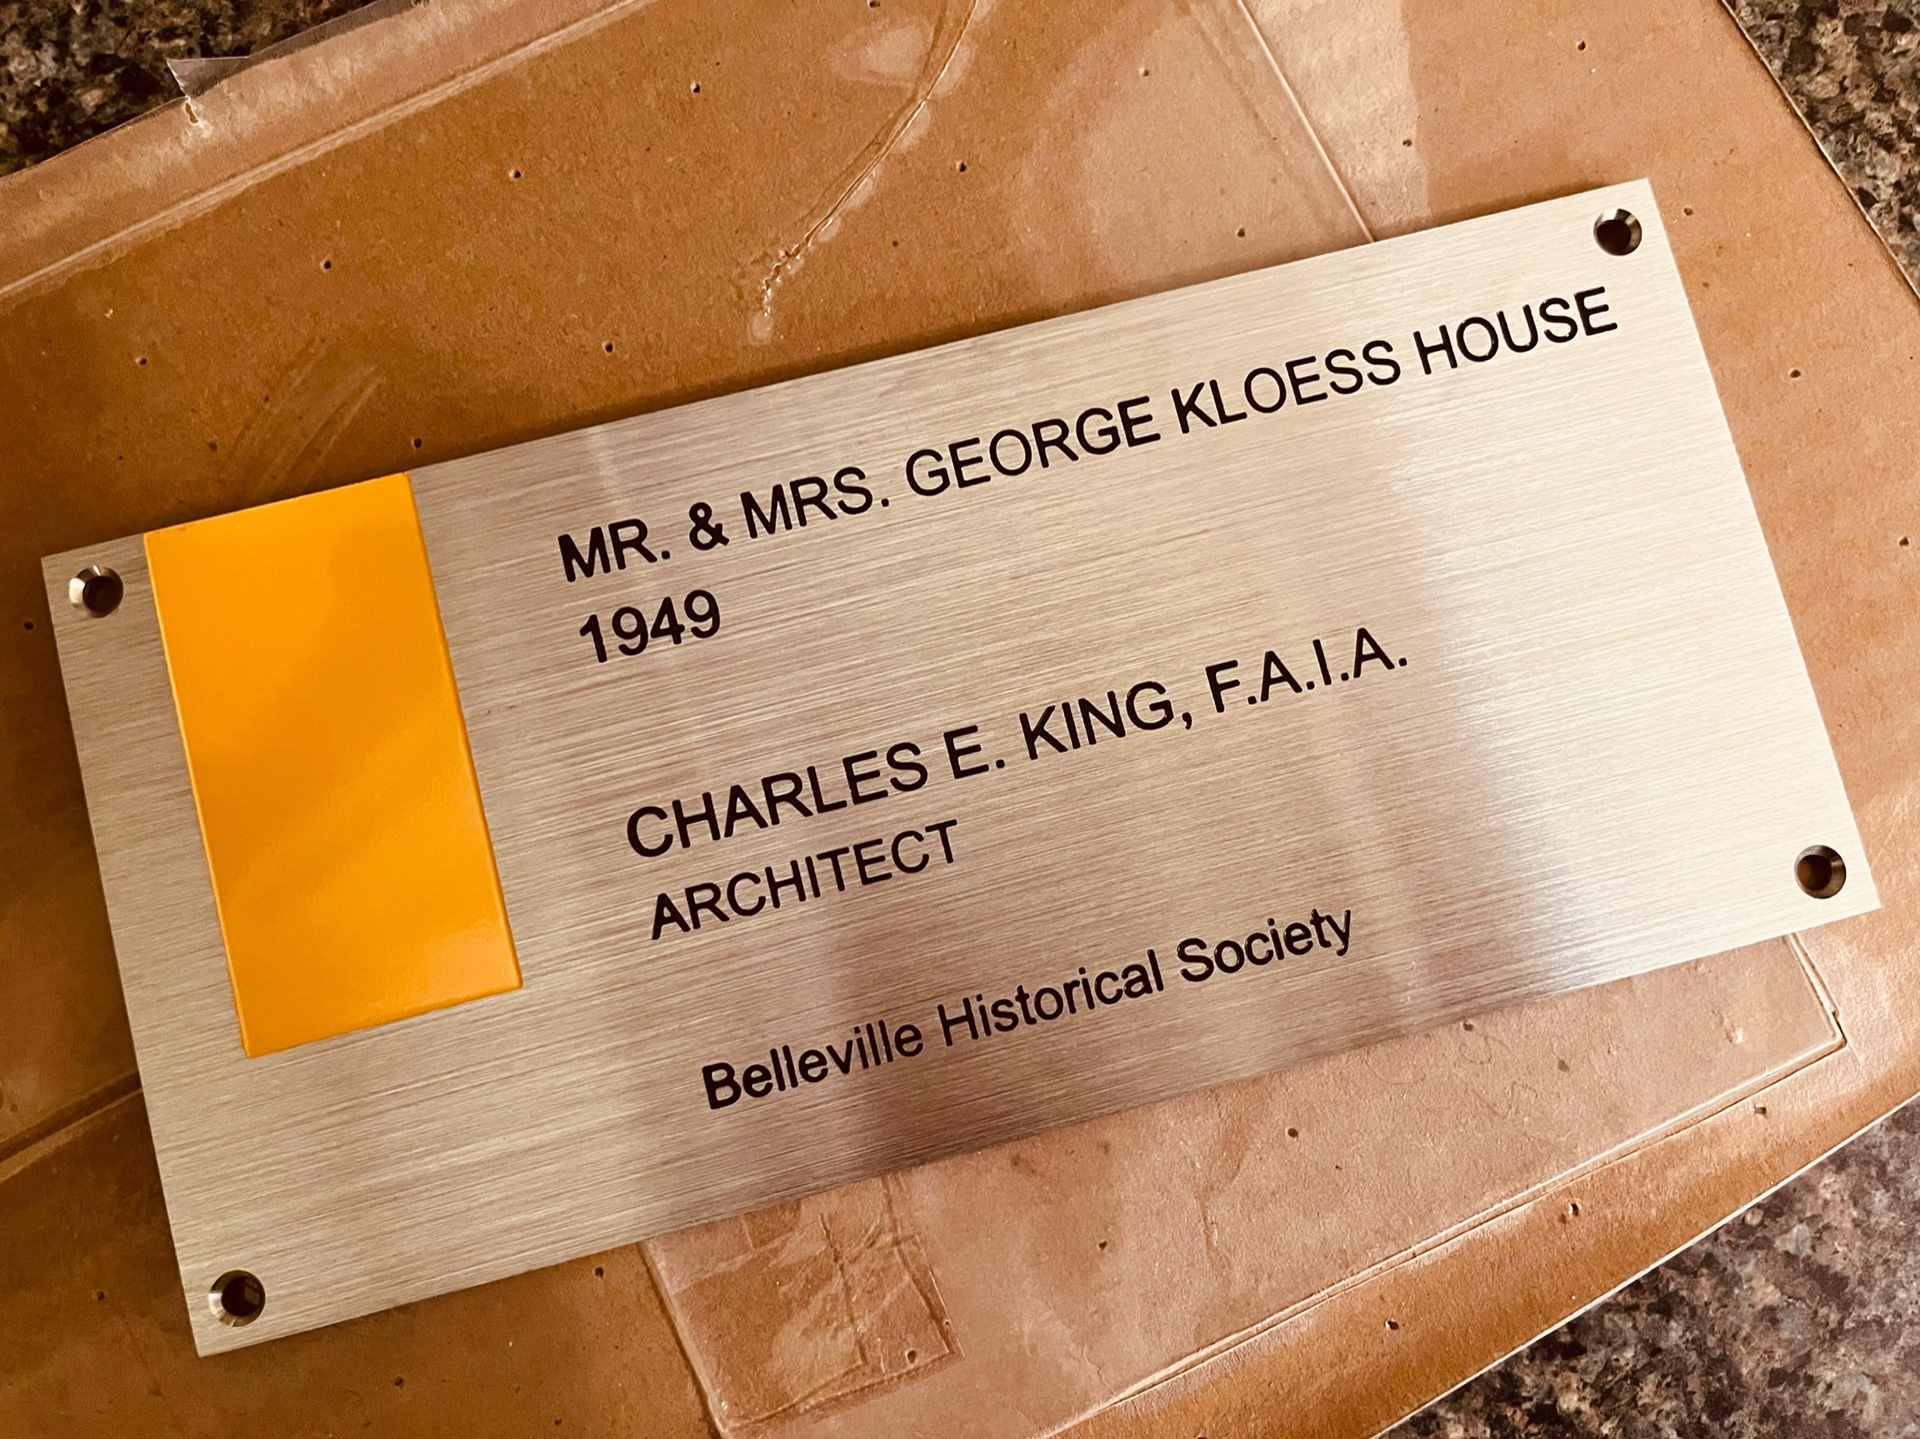 MR. & MRS. GEORGE KLOESS HOUSE
1949
CHARLES E. KING, F.A.I.A.
ARCHITECT
Belleville Historical Society